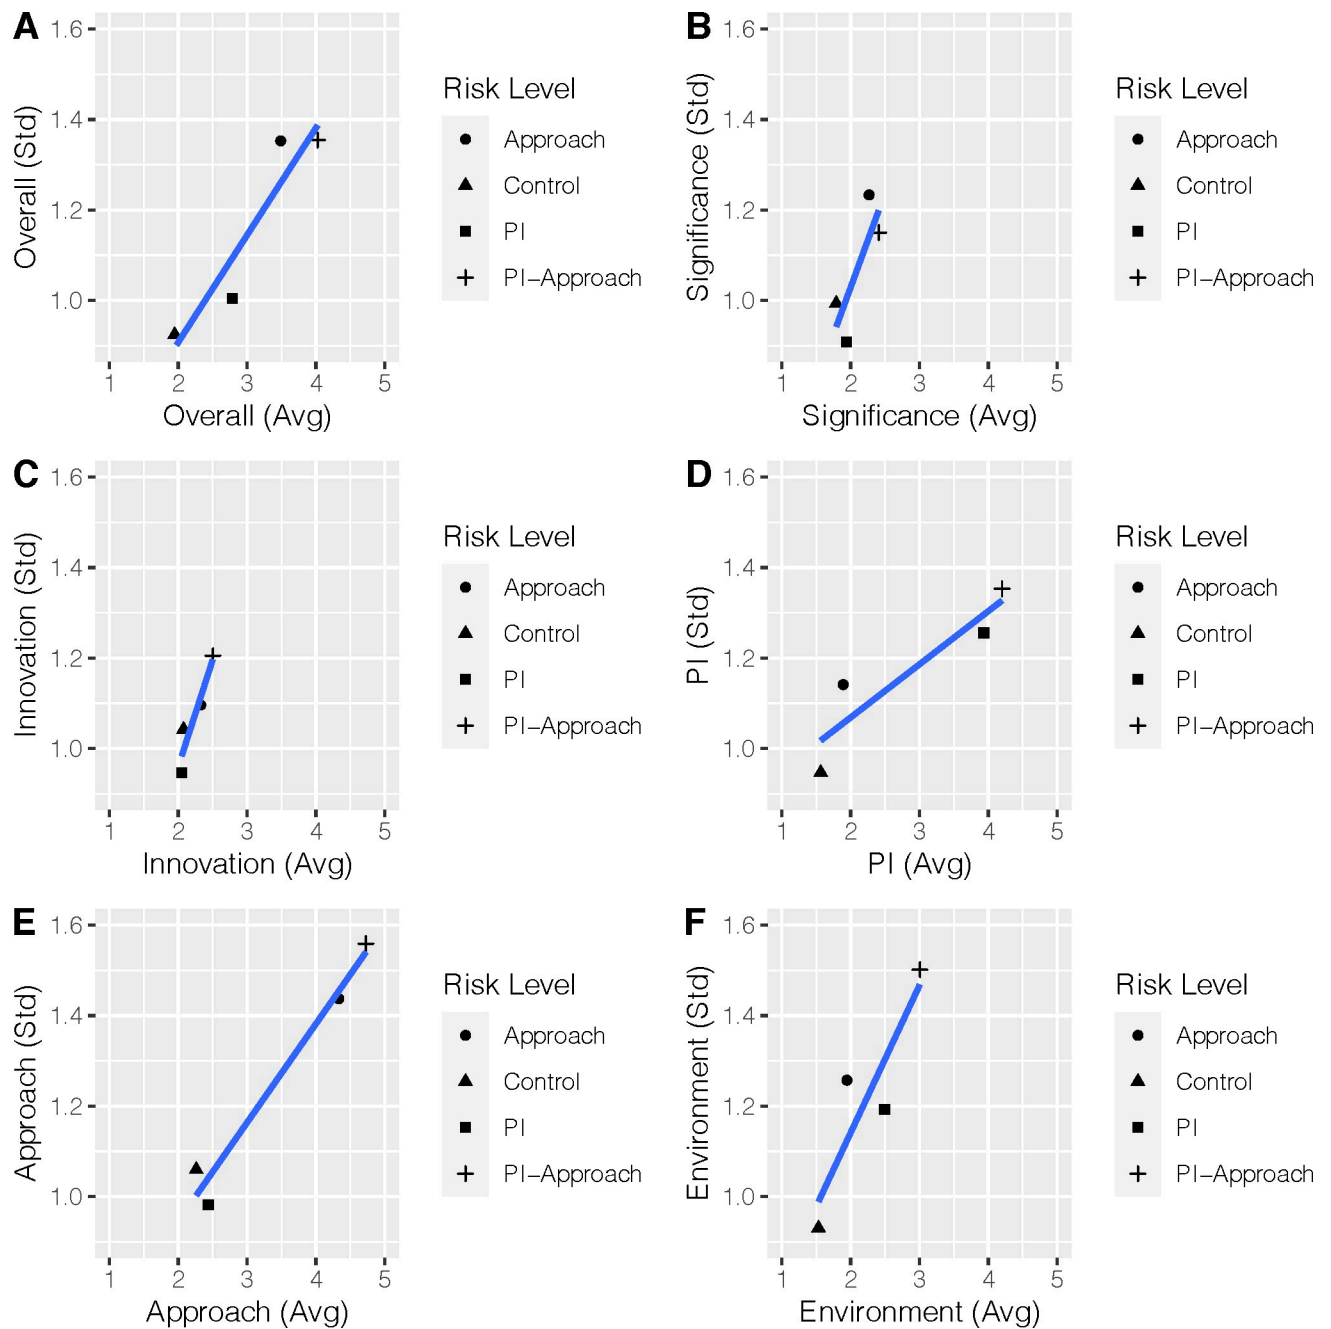 A
1.6
1.4
1.2
1.0
Overall (Std)
1 2 3 4 5
Overall (Avg)
Risk Level
Approach
Control
PI
PI−Approach
B
1.6
1.4
1.2
1.0
Significance (Std)
1 2 3 4 5
Significance (Avg)
Risk Level
Approach
Control
PI
PI−Approach
C
1.6
1.4
1.2
1.0
Innovation (Std)
1 2 3 4 5
Innovation (Avg)
Risk Level
Approach
Control
PI
PI−Approach
D
1.6
1.4
1.2
1.0
PI (Std)
1 2 3 4 5
PI (Avg)
Risk Level
Approach
Control
PI
PI−Approach
E
1.6
1.4
1.2
1.0
Approach (Std)
1 2 3 4 5
Approach (Avg)
Risk Level
Approach
Control
PI
PI−Approach
F
1.6
1.4
1.2
1.0
Environment (Std)
1 2 3 4 5
Environment (Avg)
Risk Level
Approach
Control
PI
PI−Approach